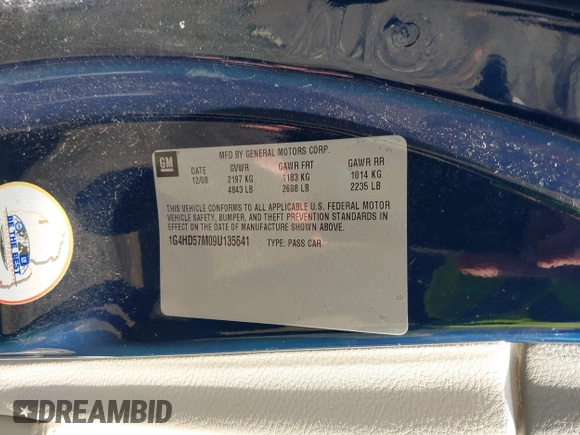 GM
MFD BY GENERAL MOTORS CORP.
DATE GVWR GAWR FRT GAWR RR
12/08 2197 KG 1183 KG 1014 KG
4843 LB 2608 LB 2235 LB
THIS VEHICLE CONFORMS TO ALL APPLICABLE U.S. FEDERAL MOTOR
VEHICLE SAFETY, BUMPER, AND THEFT PREVENTION STANDARDS IN
EFFECT ON THE DATE OF MANUFACTURE SHOWN ABOVE.
1G4HD57M09U135641 TYPE: PASS CAR
THE BEST
DREAMBID